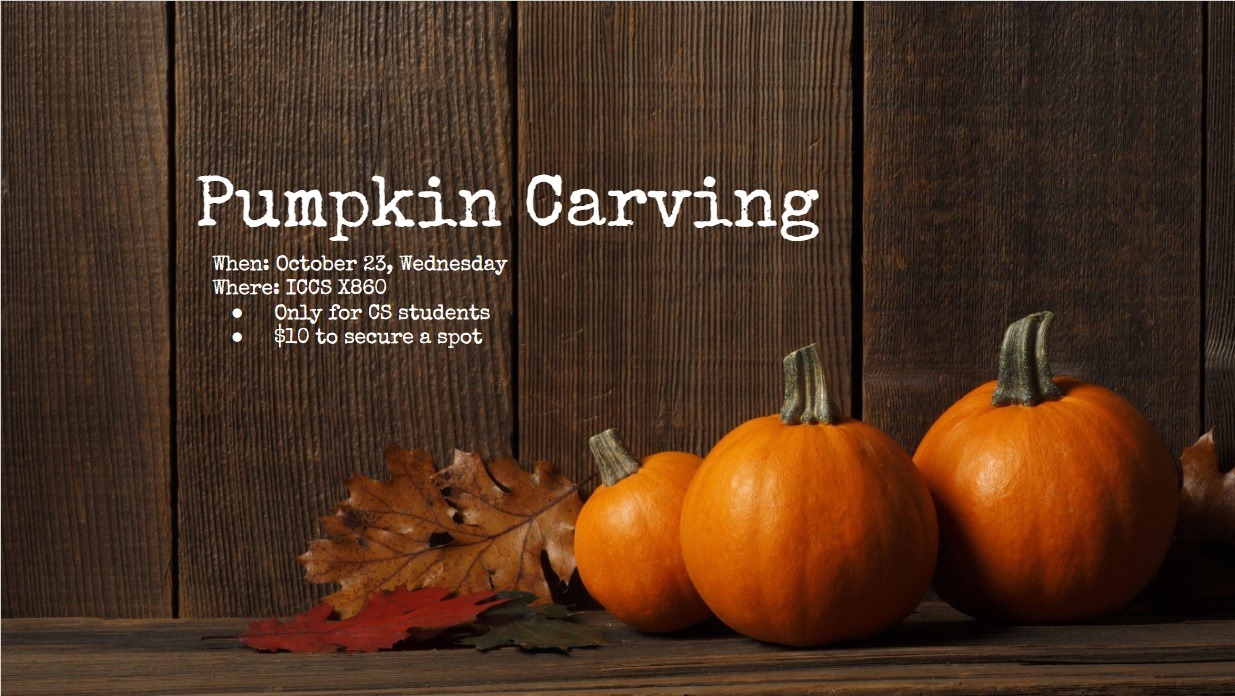 Pumpkin Carving
When: October 23, Wednesday
Where: ICCS X860
● Only for CS students
● $10 to secure a spot